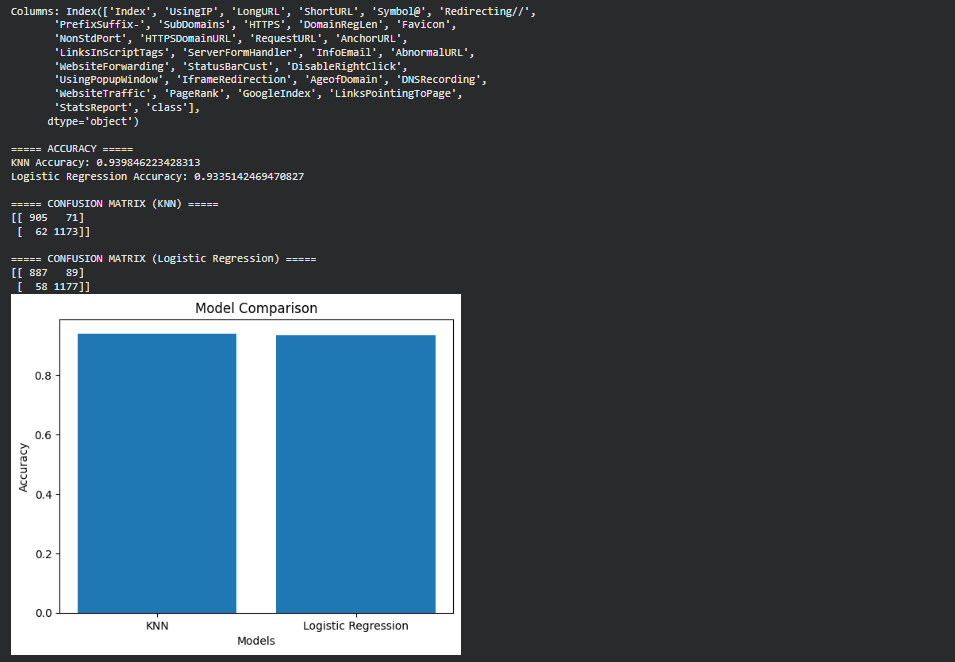 Columns: Index(['Index', 'UsingIP', 'LongURL', 'ShortURL', 'Symbol@', 'Redirecting//',
'PrefixSuffix-', 'SubDomains', 'HTTPS', 'DomainRegLen', 'Favicon',
'NonStdPort', 'HTTPSDomainURL', 'RequestURL', 'AnchorURL',
'LinksInScriptTags', 'ServerFormHandler', 'InfoEmail', 'AbnormalURL',
'WebsiteForwarding', 'StatusBarCust', 'DisableRightClick',
'UsingPopupWindow', 'IframeRedirection', 'AgeofDomain', 'DNSRecording',
'WebsiteTraffic', 'PageRank', 'GoogleIndex', 'LinksPointingToPage',
'StatsReport', 'class'],
dtype='object')
===== ACCURACY =====
KNN Accuracy: 0.939846223428313
Logistic Regression Accuracy: 0.9335142469470827
===== CONFUSION MATRIX (KNN) =====
[[ 905   71]
[  62 1173]]
===== CONFUSION MATRIX (Logistic Regression) =====
[[ 887   89]
[  58 1177]]
Model Comparison
Accuracy
0.8
0.6
0.4
0.2
0.0
KNN
Logistic Regression
Models